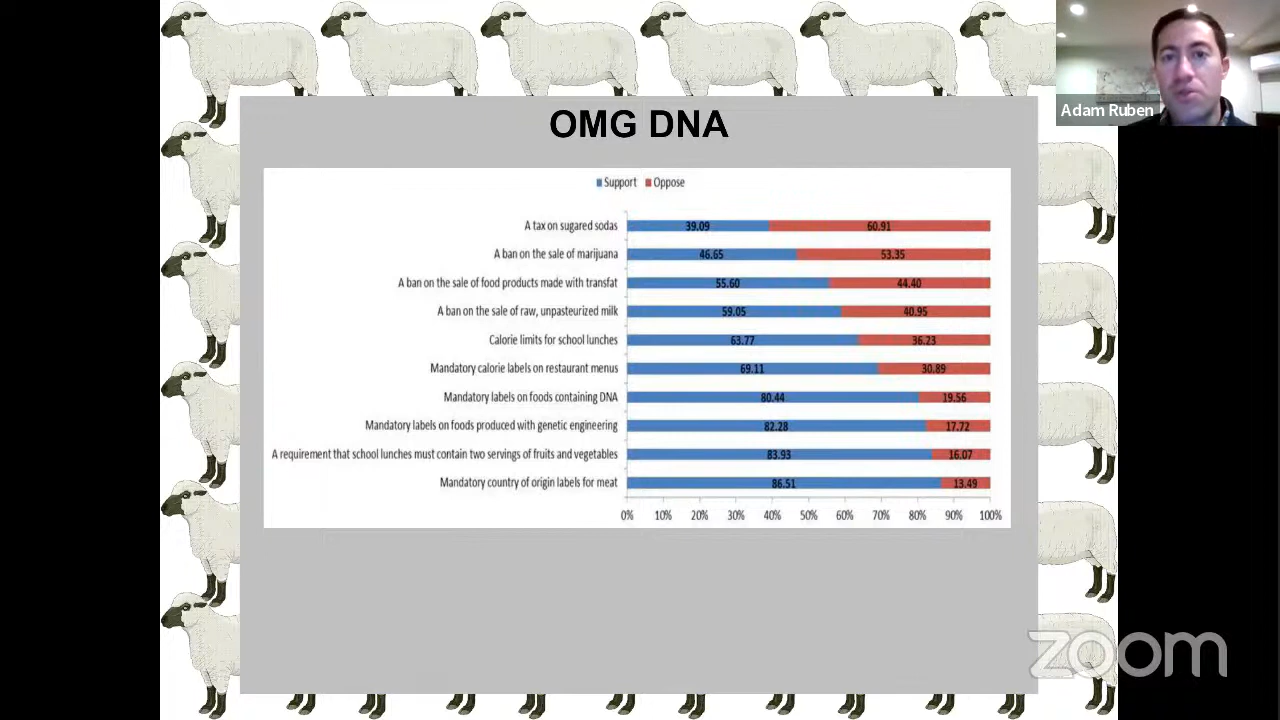 OMG DNA
Adam Ruben
Support Oppose
A tax on sugared sodas 39.09 60.91
A ban on the sale of marijuana 46.65 53.35
A ban on the sale of food products made with transfat 55.60 44.40
A ban on the sale of raw, unpasteurized milk 59.05 40.95
Calorie limits for school lunches 63.77 36.23
Mandatory calorie labels on restaurant menus 69.11 30.89
Mandatory labels on foods containing DNA 80.44 19.56
Mandatory labels on foods produced with genetic engineering 82.28 17.72
A requirement that school lunches must contain two servings of fruits and vegetables 83.93 16.07
Mandatory country of origin labels for meat 86.51 13.49
0% 10% 20% 30% 40% 50% 60% 70% 80% 90% 100%
zoom